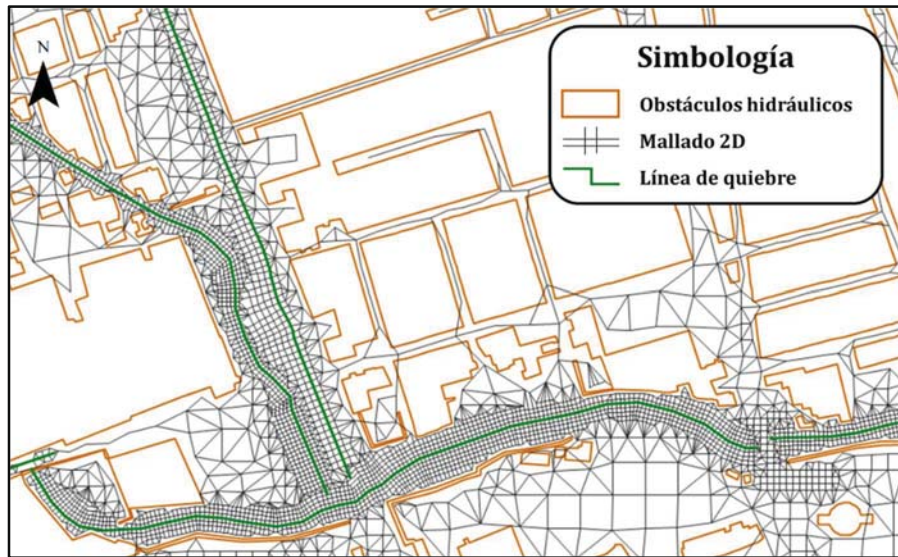 N
Simbología
Obstáculos hidráulicos
Mallado 2D
Línea de quiebre